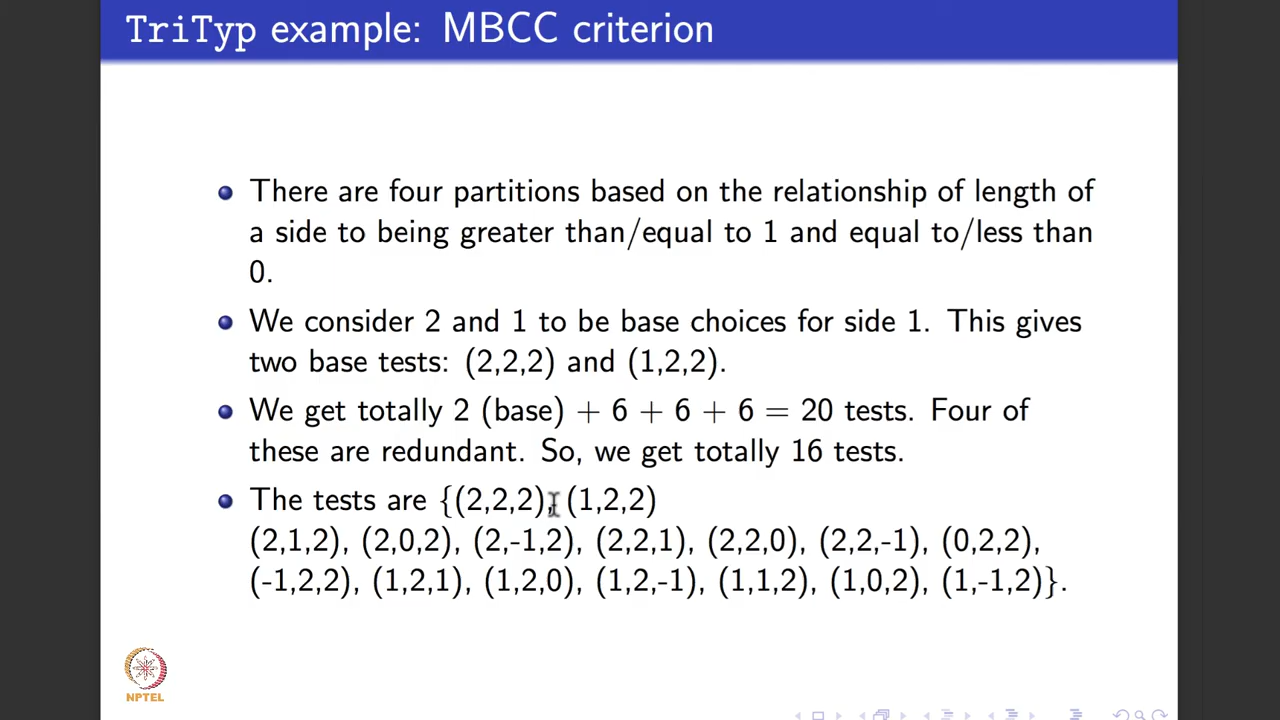 TriTyp example: MBCC criterion
There are four partitions based on the relationship of length of
a side to being greater than/equal to 1 and equal to/less than
0.
We consider 2 and 1 to be base choices for side 1. This gives
two base tests: (2,2,2) and (1,2,2).
We get totally 2 (base) + 6 + 6 + 6 = 20 tests. Four of
these are redundant. So, we get totally 16 tests.
The tests are {(2,2,2), (1,2,2)
(2,1,2), (2,0,2), (2,-1,2), (2,2,1), (2,2,0), (2,2,-1), (0,2,2),
(-1,2,2), (1,2,1), (1,2,0), (1,2,-1), (1,1,2), (1,0,2), (1,-1,2)}.
NPTEL